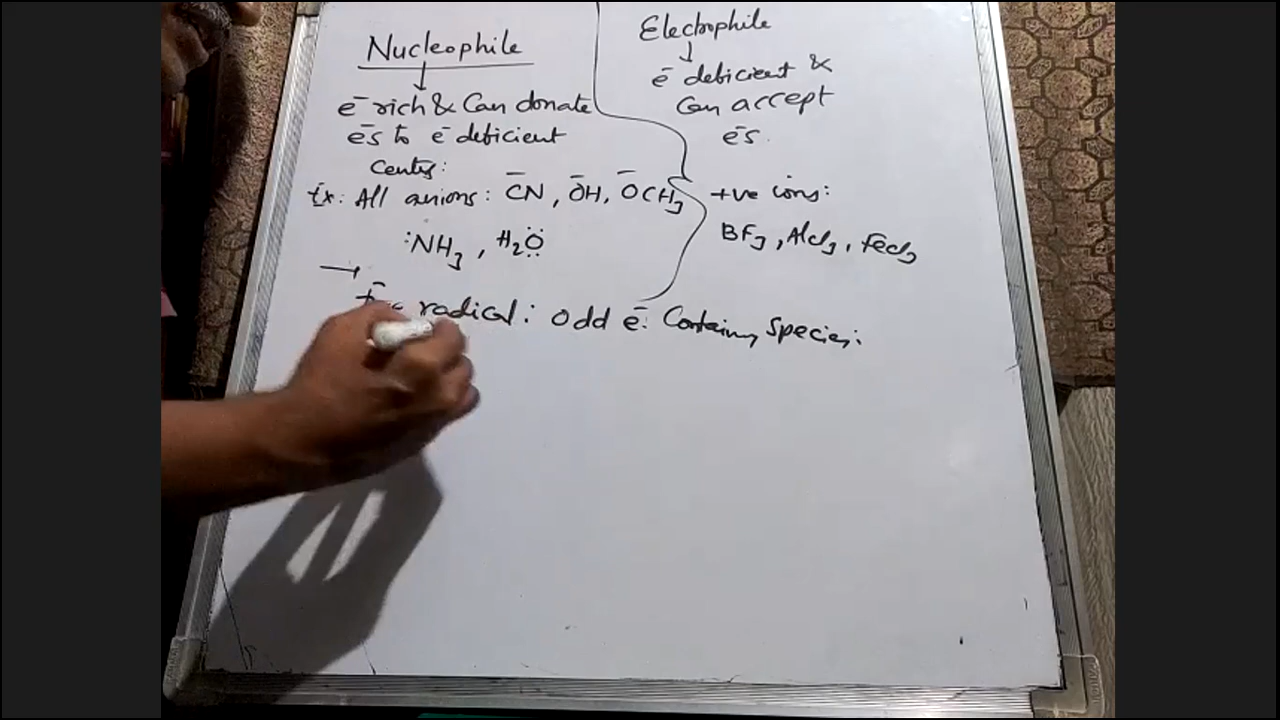 Nucleophile
↓
e⁻ rich & Can donate
e⁻s to e⁻ deficient
Ex: All anions: C̄N, ŌH, ŌCH3
:NH3, H2Ö
Electrophile
↓
e⁻ deficient &
Can accept
e⁻s.
+ve ions:
BF3, AlCl3, FeCl3
→
radical: odd e⁻ Containing Species: